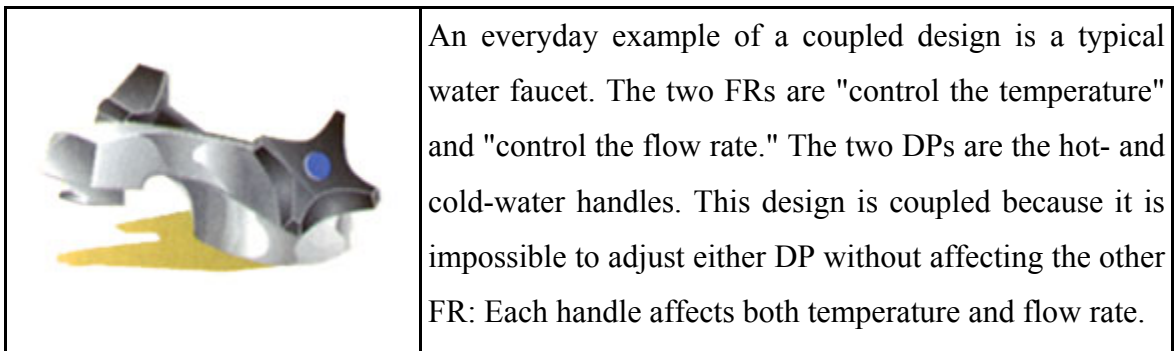 An everyday example of a coupled design is a typical
water faucet. The two FRs are "control the temperature"
and "control the flow rate." The two DPs are the hot- and
cold-water handles. This design is coupled because it is
impossible to adjust either DP without affecting the other
FR: Each handle affects both temperature and flow rate.